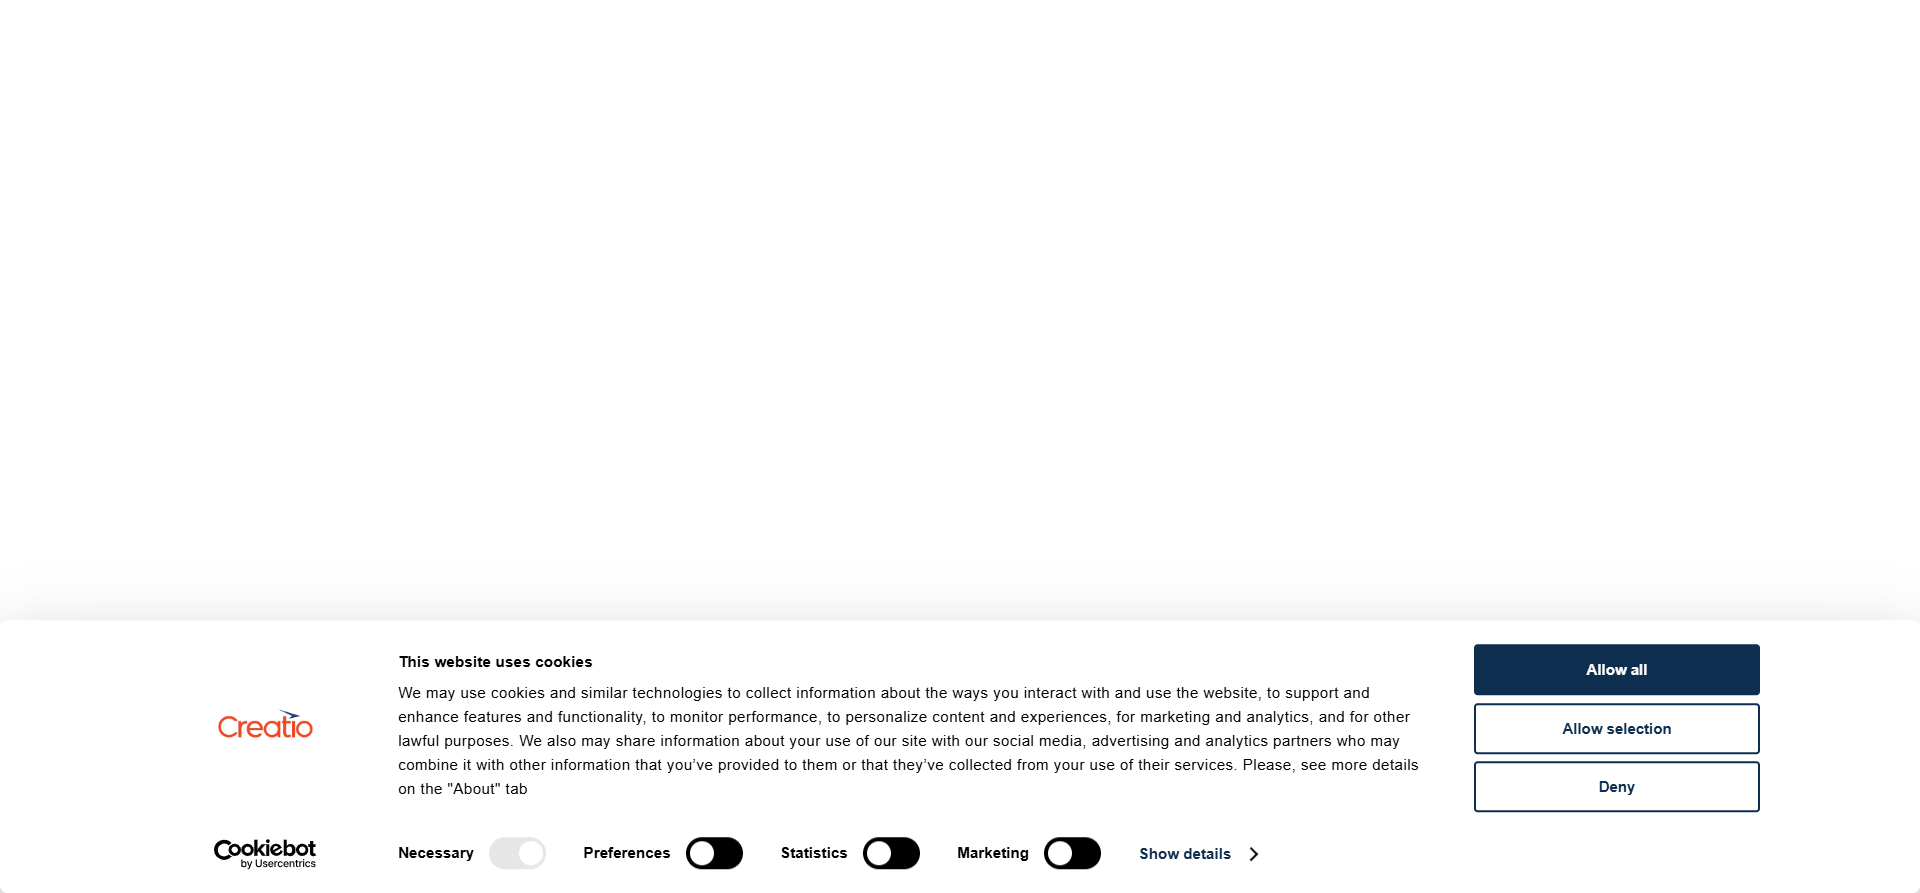 This website uses cookies
We may use cookies and similar technologies to collect information about the ways you interact with and use the website, to support and
enhance features and functionality, to monitor performance, to personalize content and experiences, for marketing and analytics, and for other
lawful purposes. We also may share information about your use of our site with our social media, advertising and analytics partners who may
combine it with other information that you’ve provided to them or that they’ve collected from your use of their services. Please, see more details
on the "About" tab
Creatio
Allow all
Allow selection
Deny
Cookiebot
by Usercentrics
Necessary
Preferences
Statistics
Marketing
Show details